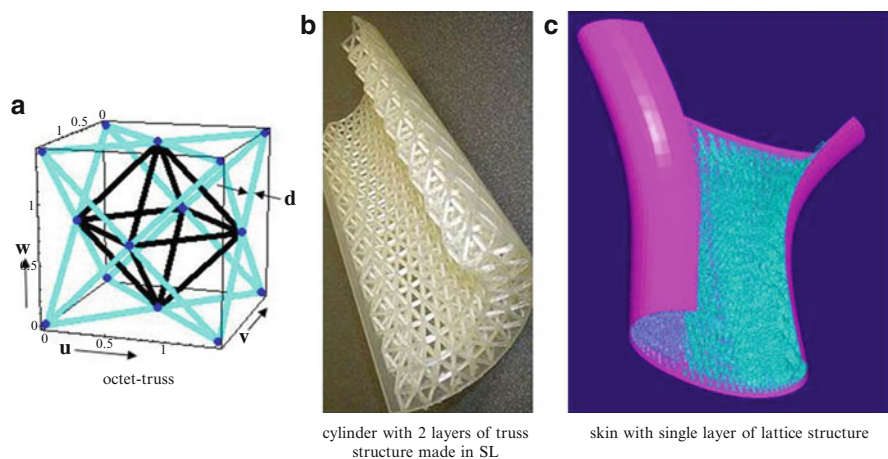 a
b
c
1 0.5 0
1
0.5
0
0 0.5 1
w
u
v
d
octet-truss
cylinder with 2 layers of truss
structure made in SL
skin with single layer of lattice structure